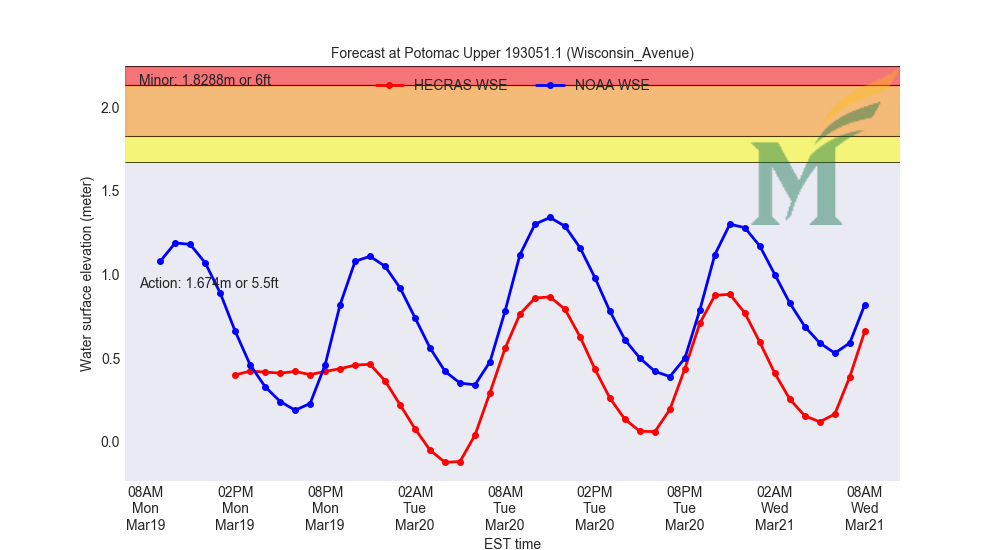 Forecast at Potomac Upper 193051.1 (Wisconsin_Avenue)
Minor: 1.8288m or 6ft
HECRAS WSE
NOAA WSE
Action: 1.674m or 5.5ft
Water surface elevation (meter)
2.0
1.5
1.0
0.5
0.0
08AM 02PM 08PM 02AM 08AM 02PM 08PM 02AM 08AM
Mon Mon Mon Tue Tue Tue Tue Wed Wed
Mar19 Mar19 Mar19 Mar20 Mar20 Mar20 Mar20 Mar21 Mar21
EST time
M